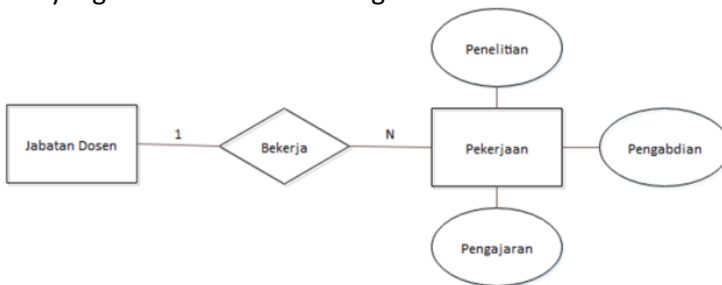 Penelitian
Jabatan Dosen
1
Bekerja
N
Pekerjaan
Pengabdian
Pengajaran